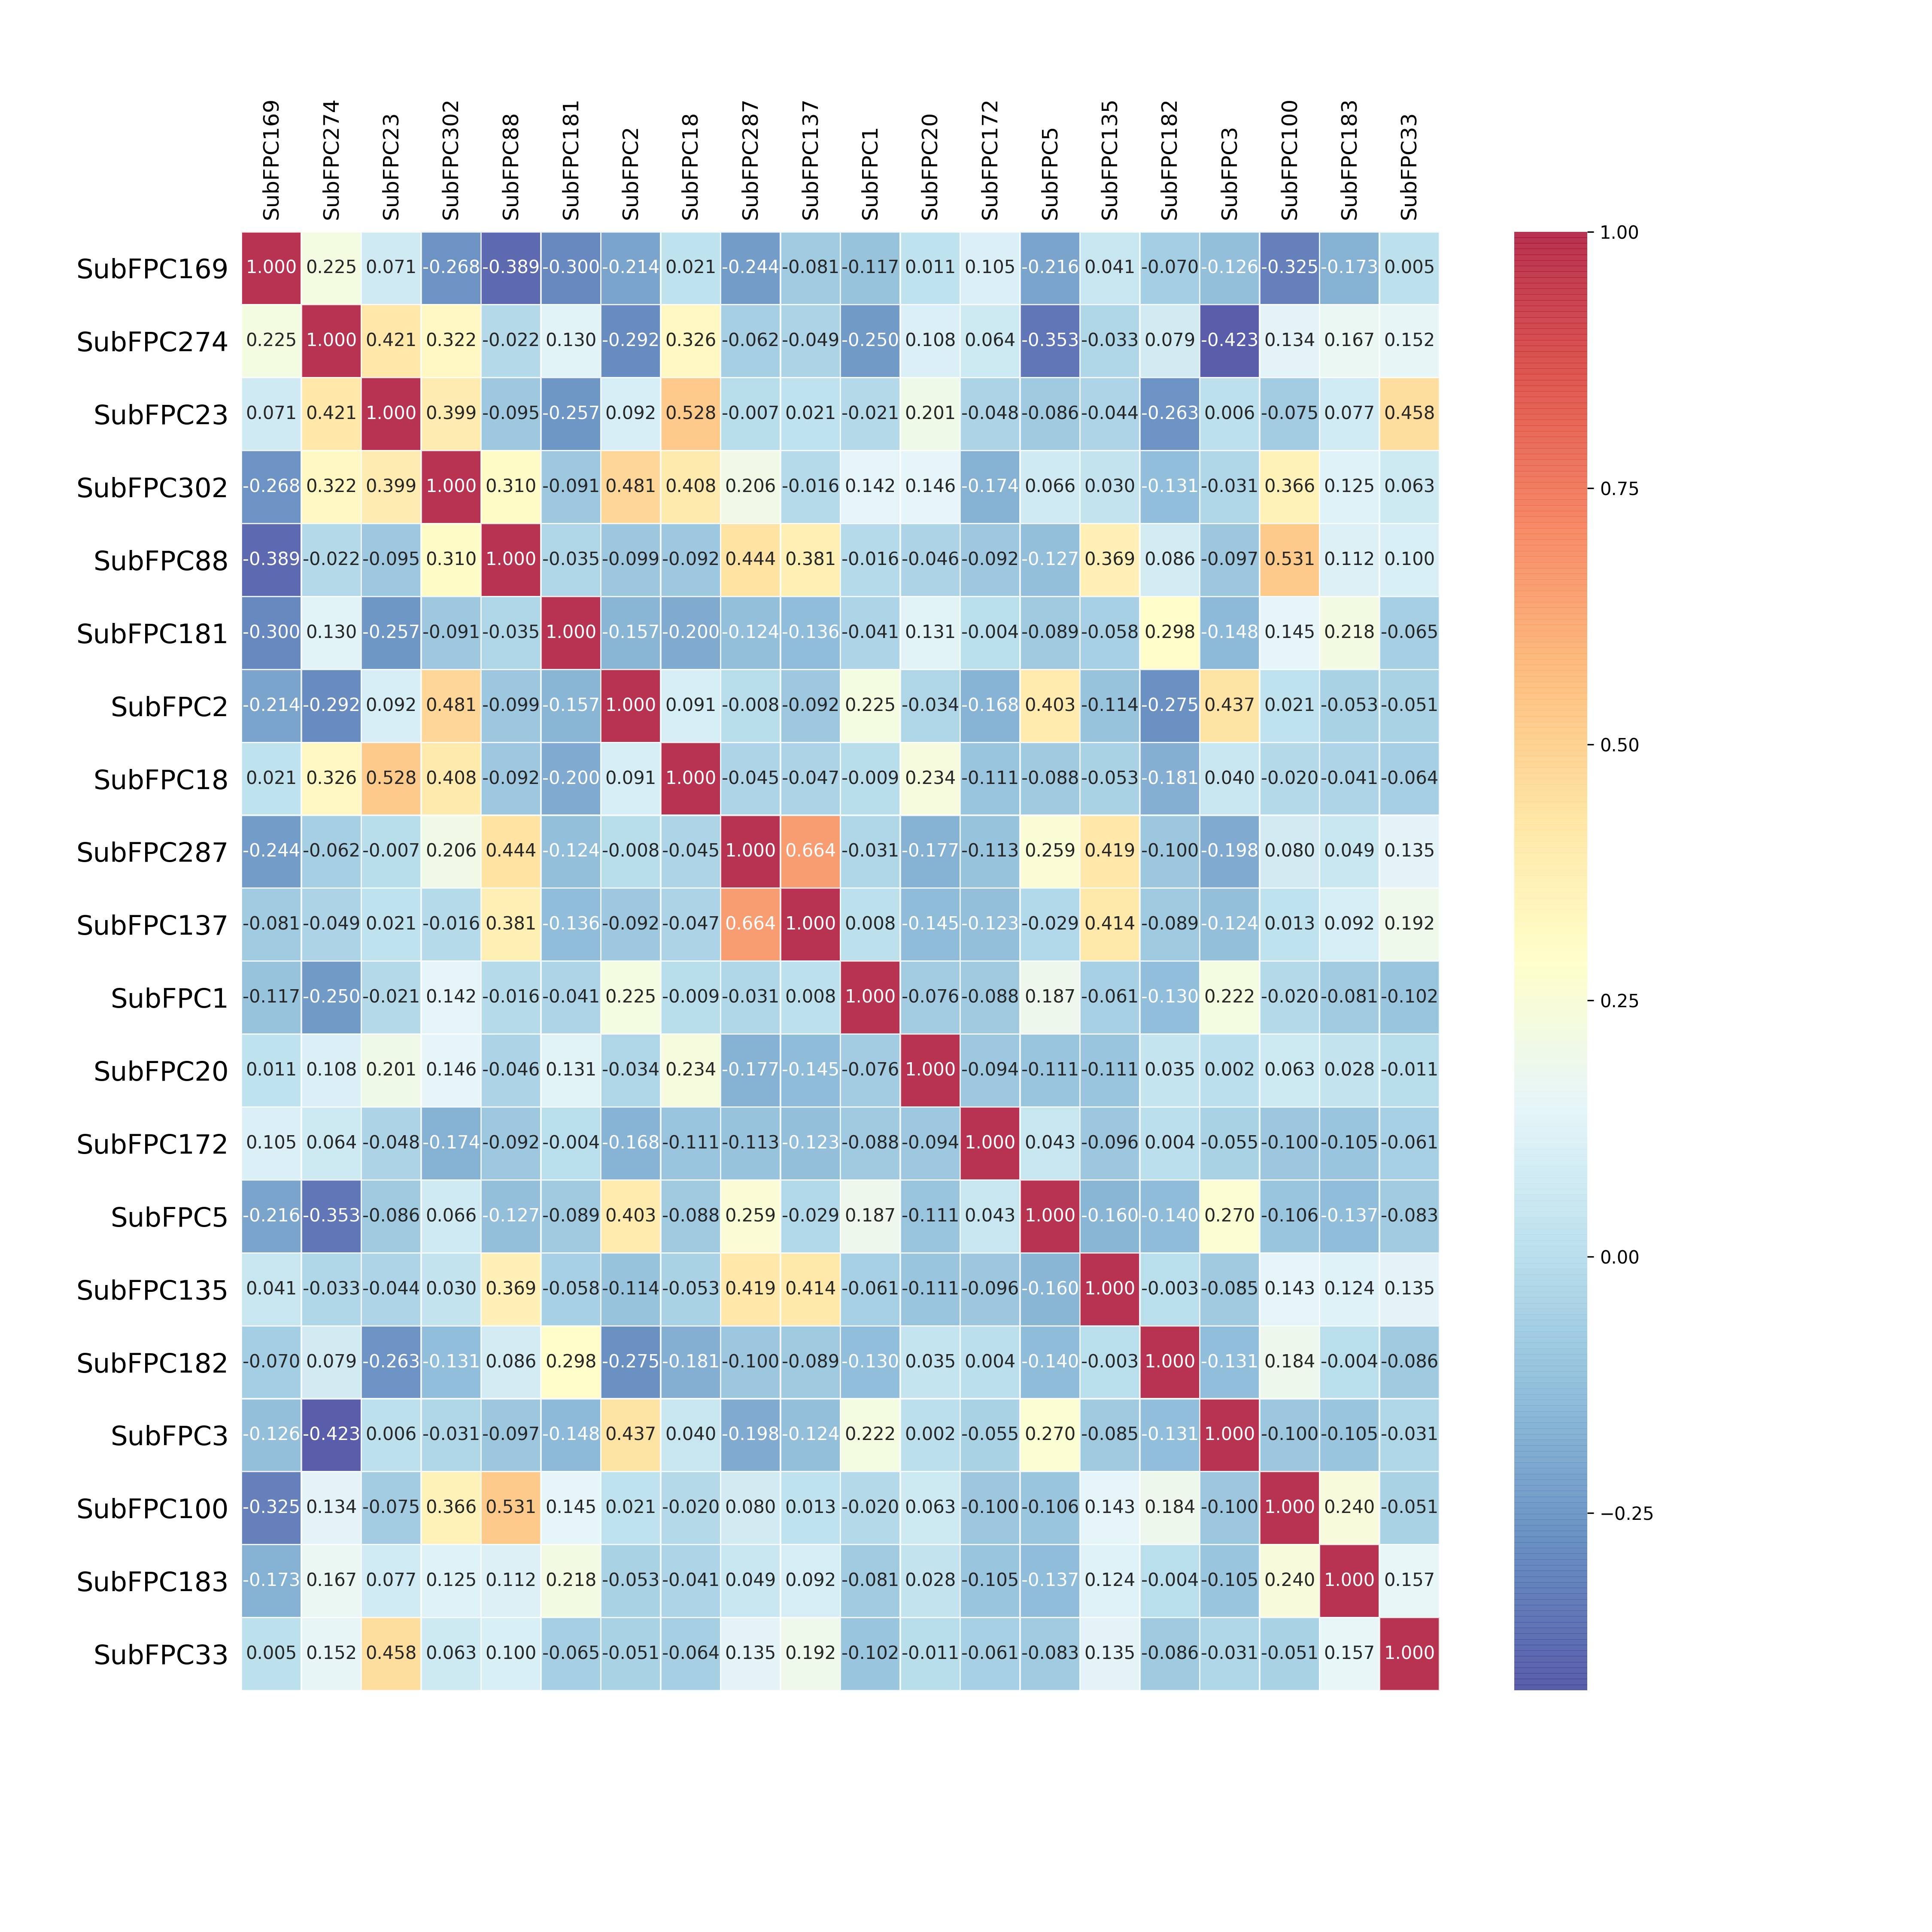 SubFPC169 SubFPC274 SubFPC23 SubFPC302 SubFPC88 SubFPC181 SubFPC2 SubFPC18 SubFPC287 SubFPC137 SubFPC1 SubFPC20 SubFPC172 SubFPC5 SubFPC135 SubFPC182 SubFPC3 SubFPC100 SubFPC183 SubFPC33
SubFPC169 1.000 0.225 0.071 -0.268 -0.389 -0.300 -0.214 0.021 -0.244 -0.081 -0.117 0.011 0.105 -0.216 0.041 -0.070 -0.126 -0.325 -0.173 0.005
SubFPC274 0.225 1.000 0.421 0.322 -0.022 0.130 -0.292 0.326 -0.062 -0.049 -0.250 0.108 0.064 -0.353 -0.033 0.079 -0.423 0.134 0.167 0.152
SubFPC23 0.071 0.421 1.000 0.399 -0.095 -0.257 0.092 0.528 -0.007 0.021 -0.021 0.201 -0.048 -0.086 -0.044 -0.263 0.006 -0.075 0.077 0.458
SubFPC302 -0.268 0.322 0.399 1.000 0.310 -0.091 0.481 0.408 0.206 -0.016 0.142 0.146 -0.174 0.066 0.030 -0.131 -0.031 0.366 0.125 0.063
SubFPC88 -0.389 -0.022 -0.095 0.310 1.000 -0.035 -0.099 -0.092 0.444 0.381 -0.016 -0.046 -0.092 -0.127 0.369 0.086 -0.097 0.531 0.112 0.100
SubFPC181 -0.300 0.130 -0.257 -0.091 -0.035 1.000 -0.157 -0.200 -0.124 -0.136 -0.041 0.131 -0.004 -0.089 -0.058 0.298 -0.148 0.145 0.218 -0.065
SubFPC2 -0.214 -0.292 0.092 0.481 -0.099 -0.157 1.000 0.091 -0.008 -0.092 0.225 -0.034 -0.168 0.403 -0.114 -0.275 0.437 0.021 -0.053 -0.051
SubFPC18 0.021 0.326 0.528 0.408 -0.092 -0.200 0.091 1.000 -0.045 -0.047 -0.009 0.234 -0.111 -0.088 -0.053 -0.181 0.040 -0.020 -0.041 -0.064
SubFPC287 -0.244 -0.062 -0.007 0.206 0.444 -0.124 -0.008 -0.045 1.000 0.664 -0.031 -0.177 -0.113 0.259 0.419 -0.100 -0.198 0.080 0.049 0.135
SubFPC137 -0.081 -0.049 0.021 -0.016 0.381 -0.136 -0.092 -0.047 0.664 1.000 0.008 -0.145 -0.123 -0.029 0.414 -0.089 -0.124 0.013 0.092 0.192
SubFPC1 -0.117 -0.250 -0.021 0.142 -0.016 -0.041 0.225 -0.009 -0.031 0.008 1.000 -0.076 -0.088 0.187 -0.061 -0.130 0.222 -0.020 -0.081 -0.102
SubFPC20 0.011 0.108 0.201 0.146 -0.046 0.131 -0.034 0.234 -0.177 -0.145 -0.076 1.000 -0.094 -0.111 -0.111 0.035 0.002 0.063 0.028 -0.011
SubFPC172 0.105 0.064 -0.048 -0.174 -0.092 -0.004 -0.168 -0.111 -0.113 -0.123 -0.088 -0.094 1.000 0.043 -0.096 0.004 -0.055 -0.100 -0.105 -0.061
SubFPC5 -0.216 -0.353 -0.086 0.066 -0.127 -0.089 0.403 -0.088 0.259 -0.029 0.187 -0.111 0.043 1.000 -0.160 -0.140 0.270 -0.106 -0.137 -0.083
SubFPC135 0.041 -0.033 -0.044 0.030 0.369 -0.058 -0.114 -0.053 0.419 0.414 -0.061 -0.111 -0.096 -0.160 1.000 -0.003 -0.085 0.143 0.124 0.135
SubFPC182 -0.070 0.079 -0.263 -0.131 0.086 0.298 -0.275 -0.181 -0.100 -0.089 -0.130 0.035 0.004 -0.140 -0.003 1.000 -0.131 0.184 -0.004 -0.086
SubFPC3 -0.126 -0.423 0.006 -0.031 -0.097 -0.148 0.437 0.040 -0.198 -0.124 0.222 0.002 -0.055 0.270 -0.085 -0.131 1.000 -0.100 -0.105 -0.031
SubFPC100 -0.325 0.134 -0.075 0.366 0.531 0.145 0.021 -0.020 0.080 0.013 -0.020 0.063 -0.100 -0.106 0.143 0.184 -0.100 1.000 0.240 -0.051
SubFPC183 -0.173 0.167 0.077 0.125 0.112 0.218 -0.053 -0.041 0.049 0.092 -0.081 0.028 -0.105 -0.137 0.124 -0.004 -0.105 0.240 1.000 0.157
SubFPC33 0.005 0.152 0.458 0.063 0.100 -0.065 -0.051 -0.064 0.135 0.192 -0.102 -0.011 -0.061 -0.083 0.135 -0.086 -0.031 -0.051 0.157 1.000
1.00
0.75
0.50
0.25
0.00
−0.25